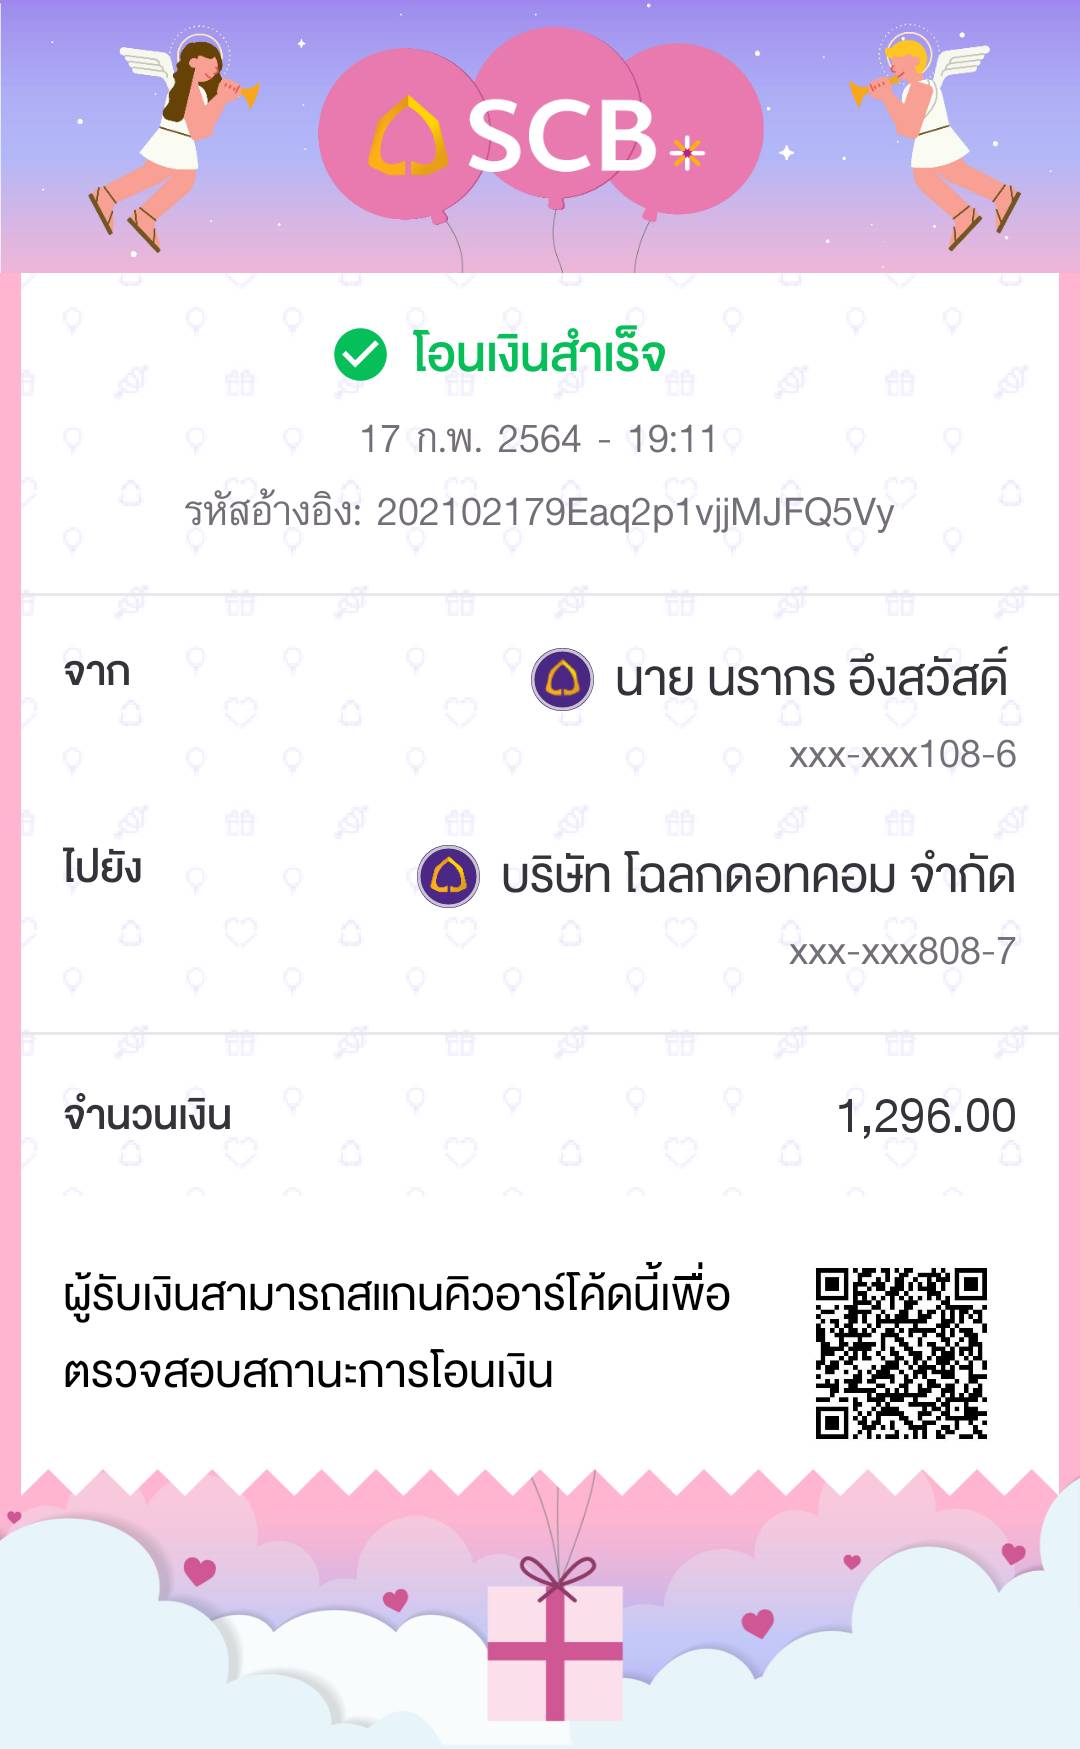 SCB
โอนเงินสำเร็จ
17 ก.พ. 2564 - 19:11
รหัสอ้างอิง: 202102179Eaq2p1vjjMJFQ5Vy
จาก
นาย นรากร อึงสวัสดิ์
xxx-xxx108-6
ไปยัง
บริษัท โฉลกดอทคอม จำกัด
xxx-xxx808-7
จำนวนเงิน
1,296.00
ผู้รับเงินสามารถสแกนคิวอาร์โค้ดนี้เพื่อ
ตรวจสอบสถานะการโอนเงิน